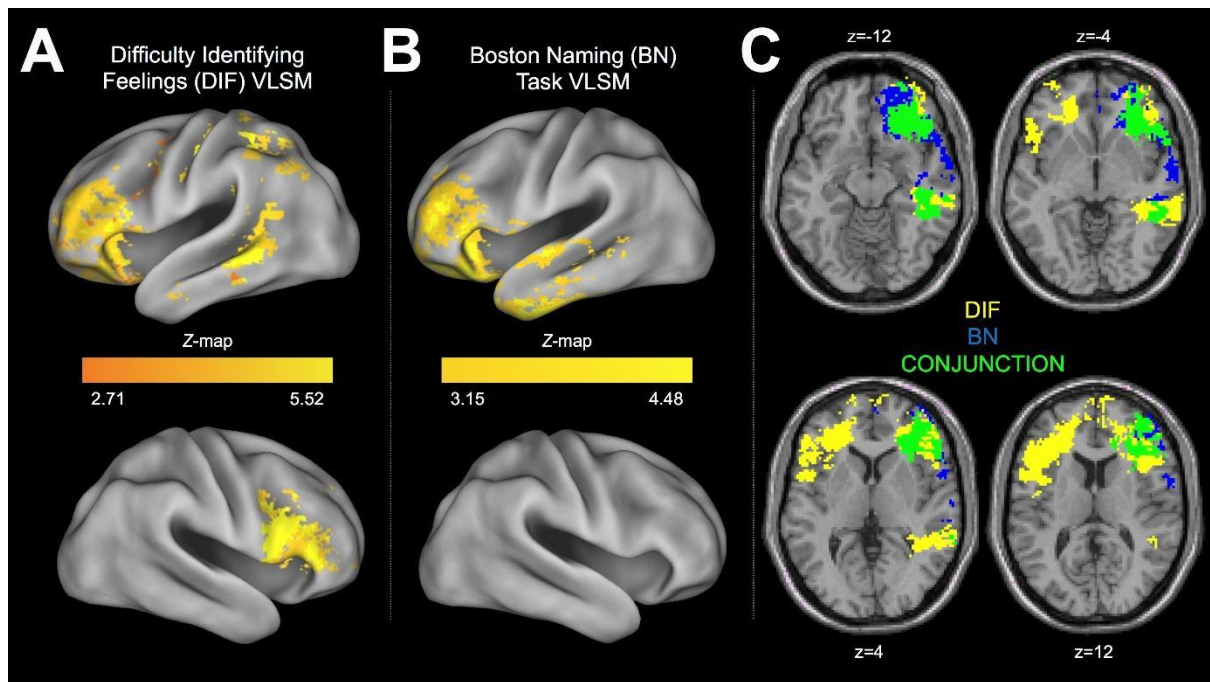 A
Difficulty Identifying
Feelings (DIF) VLSM
Z-map
2.71 5.52
B
Boston Naming (BN)
Task VLSM
Z-map
3.15 4.48
C
z=-12 z=-4
DIF
BN
CONJUNCTION
z=4 z=12